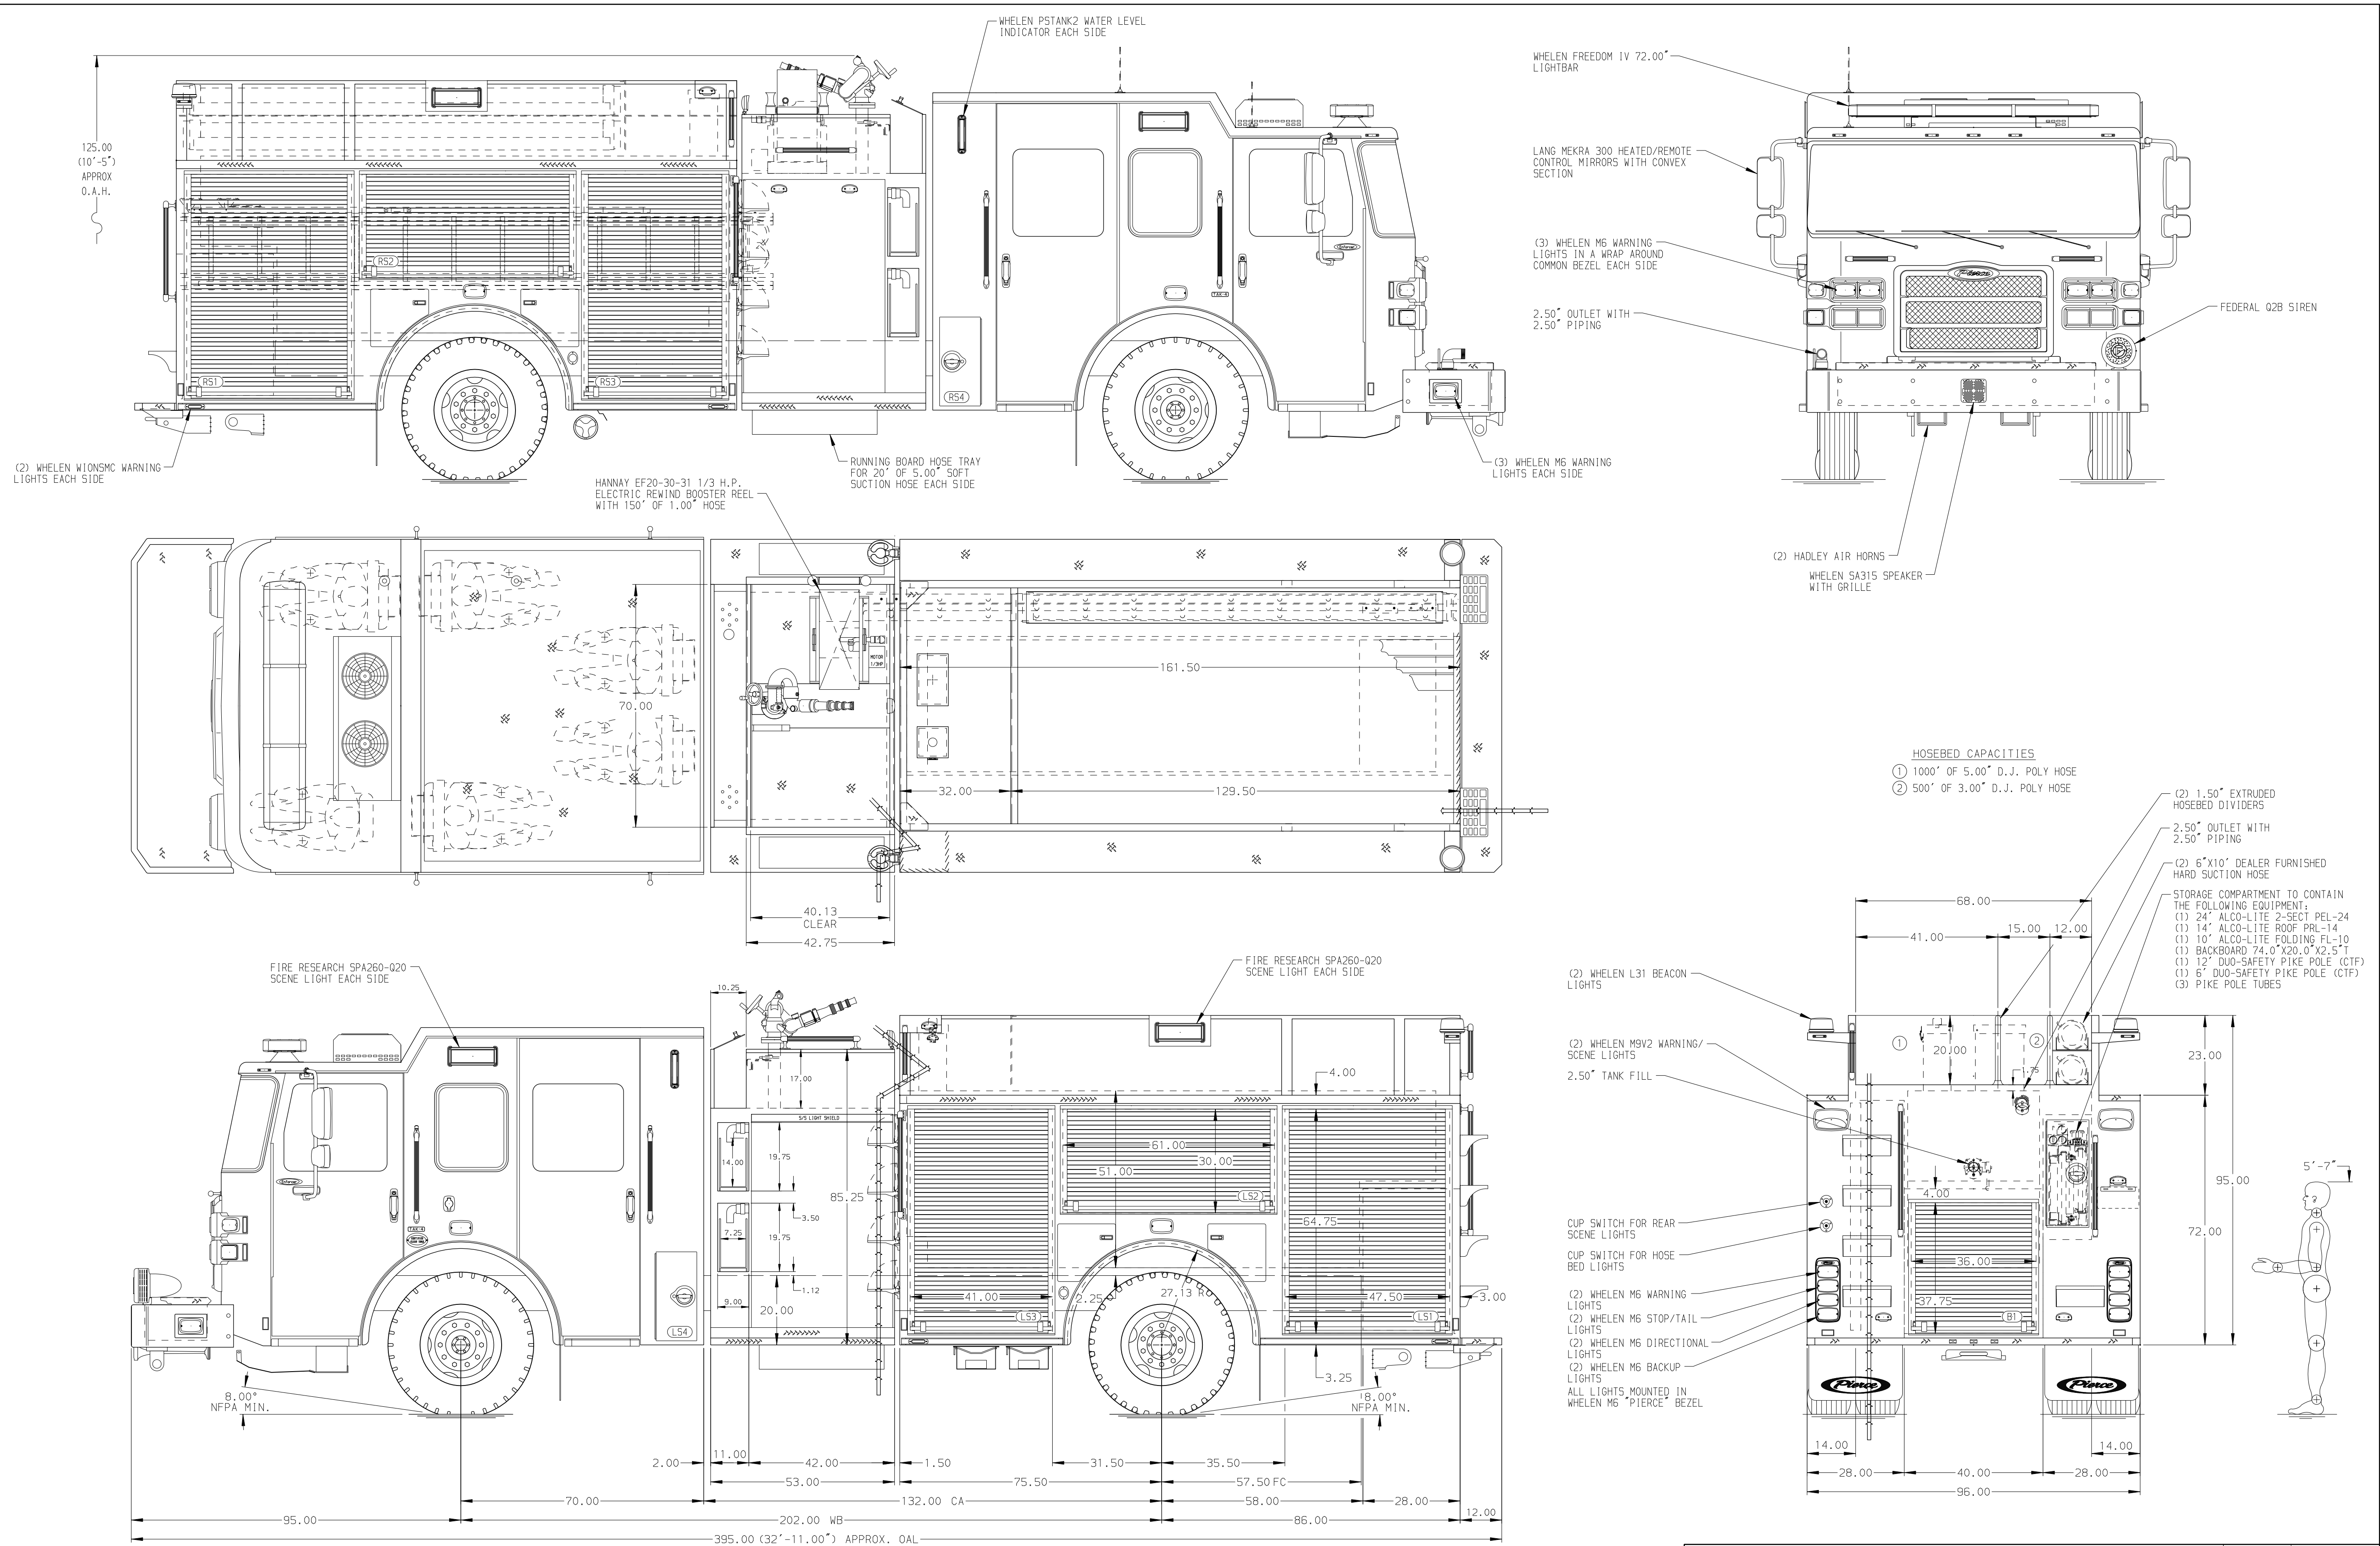 WHELEN PSTANK2 WATER LEVEL
INDICATOR EACH SIDE
125.00
(10'-5")
APPROX
O.A.H.
RS2
RS1
RS3
RS4
TAK-4
Enforcer
(2) WHELEN WIONSMC WARNING
LIGHTS EACH SIDE
RUNNING BOARD HOSE TRAY
FOR 20' OF 5.00" SOFT
SUCTION HOSE EACH SIDE
(3) WHELEN M6 WARNING
LIGHTS EACH SIDE
WHELEN FREEDOM IV 72.00"
LIGHTBAR
LANG MEKRA 300 HEATED/REMOTE
CONTROL MIRRORS WITH CONVEX
SECTION
(3) WHELEN M6 WARNING
LIGHTS IN A WRAP AROUND
COMMON BEZEL EACH SIDE
2.50" OUTLET WITH
2.50" PIPING
Pierce
FEDERAL Q2B SIREN
(2) HADLEY AIR HORNS
WHELEN SA315 SPEAKER
WITH GRILLE
HANNAY EF20-30-31 1/3 H.P.
ELECTRIC REWIND BOOSTER REEL
WITH 150' OF 1.00" HOSE
MOTOR
1/3HP
70.00
161.50
32.00
129.50
40.13
CLEAR
42.75
HOSEBED CAPACITIES
1 1000' OF 5.00" D.J. POLY HOSE
2 500' OF 3.00" D.J. POLY HOSE
(2) 1.50" EXTRUDED
HOSEBED DIVIDERS
2.50" OUTLET WITH
2.50" PIPING
(2) 6"X10' DEALER FURNISHED
HARD SUCTION HOSE
STORAGE COMPARTMENT TO CONTAIN
THE FOLLOWING EQUIPMENT:
(1) 24' ALCO-LITE 2-SECT PEL-24
(1) 14' ALCO-LITE ROOF PRL-14
(1) 10' ALCO-LITE FOLDING FL-10
(1) BACKBOARD 74.0"X20.0"X2.5"T
(1) 12' DUO-SAFETY PIKE POLE (CTF)
(1) 6' DUO-SAFETY PIKE POLE (CTF)
(3) PIKE POLE TUBES
FIRE RESEARCH SPA260-Q20
SCENE LIGHT EACH SIDE
FIRE RESEARCH SPA260-Q20
SCENE LIGHT EACH SIDE
10.25
17.00
S/S LIGHT SHIELD
14.00
19.75
3.50
7.25
19.75
1.12
9.00
20.00
85.25
4.00
61.00
51.00
30.00
LS2
64.75
2.25
27.13 R
41.00
LS3
47.50
LS1
3.00
3.25
LS4
TAK-4
Enforcer
8.00°
NFPA MIN.
8.00°
NFPA MIN.
2.00
11.00
42.00
1.50
31.50
35.50
53.00
75.50
57.50 FC
70.00
132.00 CA
58.00
28.00
95.00
202.00 WB
86.00
12.00
395.00 (32'-11.00") APPROX. OAL
68.00
41.00
15.00
12.00
(2) WHELEN L31 BEACON
LIGHTS
(2) WHELEN M9V2 WARNING/
SCENE LIGHTS
2.50" TANK FILL
1
2
20.00
1.75
23.00
95.00
72.00
4.00
36.00
37.75
B1
5'-7"
CUP SWITCH FOR REAR
SCENE LIGHTS
CUP SWITCH FOR HOSE
BED LIGHTS
(2) WHELEN M6 WARNING
LIGHTS
(2) WHELEN M6 STOP/TAIL
LIGHTS
(2) WHELEN M6 DIRECTIONAL
LIGHTS
(2) WHELEN M6 BACKUP
LIGHTS
ALL LIGHTS MOUNTED IN
WHELEN M6 "PIERCE" BEZEL
Pierce
Pierce
14.00
14.00
28.00
40.00
28.00
96.00